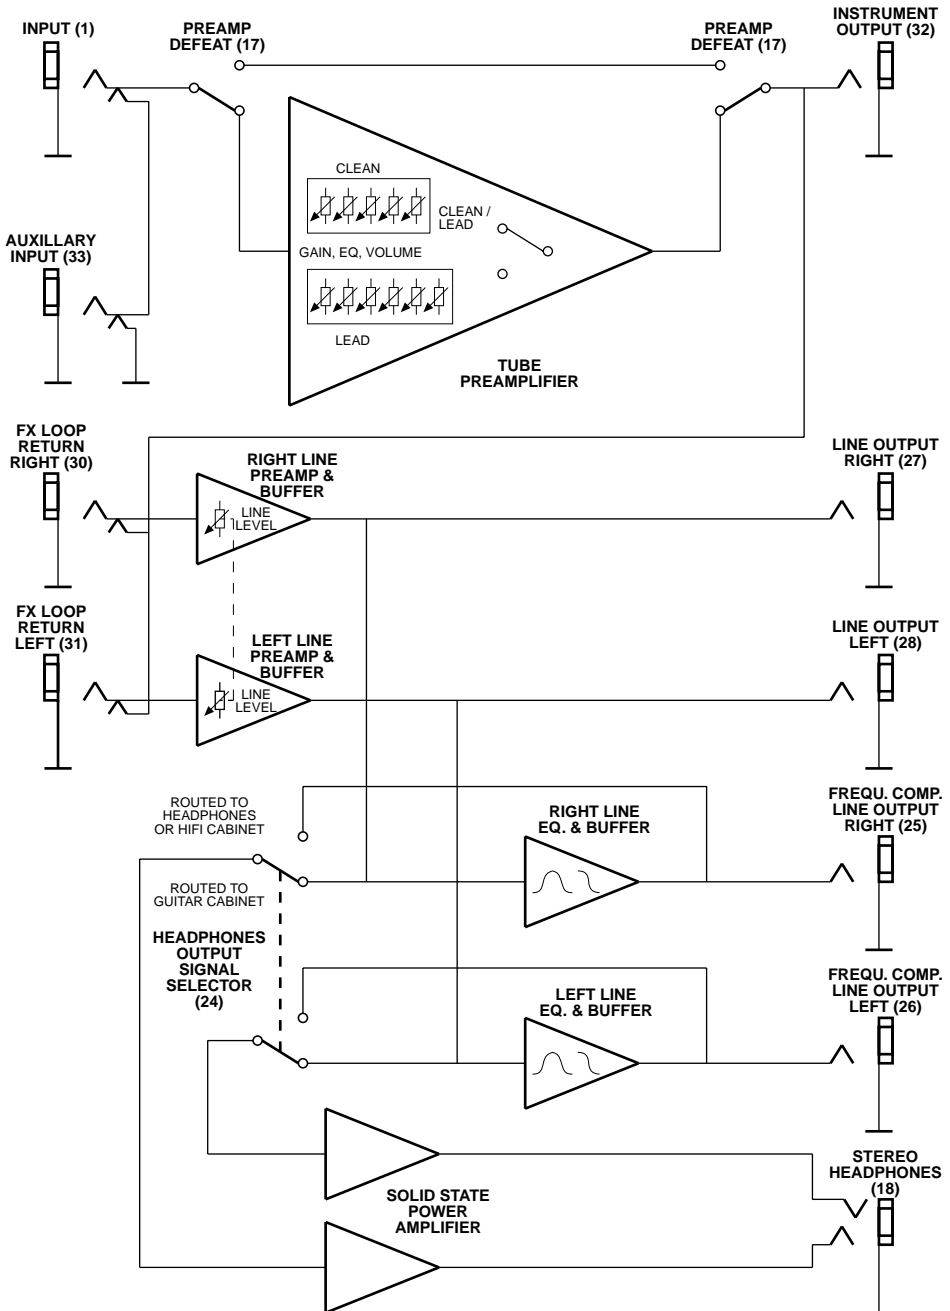 INPUT (1)
PREAMP
DEFEAT (17)
PREAMP
DEFEAT (17)
INSTRUMENT
OUTPUT (32)
CLEAN
CLEAN /
LEAD
GAIN, EQ, VOLUME
LEAD
AUXILLARY
INPUT (33)
TUBE
PREAMPLIFIER
FX LOOP
RETURN
RIGHT (30)
RIGHT LINE
PREAMP &
BUFFER
LINE
LEVEL
LINE OUTPUT
RIGHT (27)
FX LOOP
RETURN
LEFT (31)
LEFT LINE
PREAMP &
BUFFER
LINE
LEVEL
LINE OUTPUT
LEFT (28)
ROUTED TO
HEADPHONES
OR HIFI CABINET
RIGHT LINE
EQ. & BUFFER
FREQU. COMP.
LINE OUTPUT
RIGHT (25)
ROUTED TO
GUITAR CABINET
HEADPHONES
OUTPUT
SIGNAL
SELECTOR
(24)
LEFT LINE
EQ. & BUFFER
FREQU. COMP.
LINE OUTPUT
LEFT (26)
SOLID STATE
POWER
AMPLIFIER
STEREO
HEADPHONES
(18)